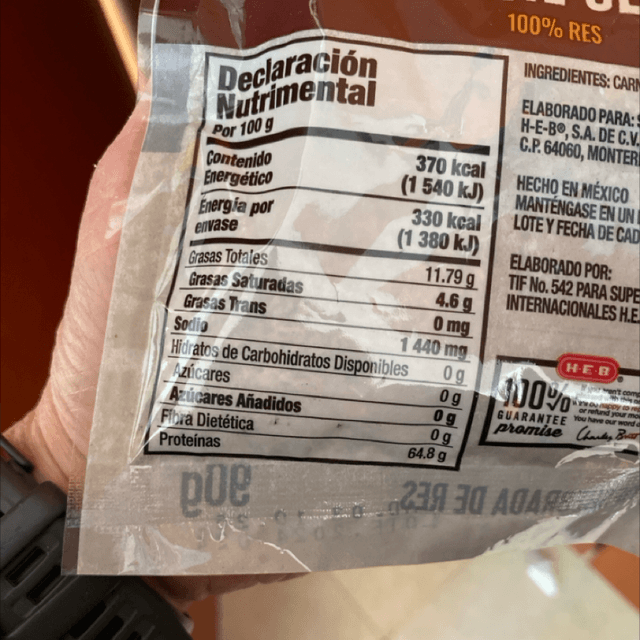 100% RES
Declaración
Nutrimental
Por 100 g
Contenido
Energético
370 kcal
(1 540 kJ)
Energía por
envase
330 kcal
(1 380 kJ)
Grasas Totales 11.79 g
Grasas Saturadas 4.6 g
Grasas Trans 0 mg
Sodio 1 440 mg
Hidratos de Carbohidratos Disponibles 0 g
Azúcares 0 g
Azúcares Añadidos 0 g
Fibra Dietética 0 g
Proteínas 64.8 g
INGREDIENTES: CARN
ELABORADO PARA:
H-E-B®, S.A. DE C.V.
C.P. 64060, MONTER
HECHO EN MÉXICO
MANTÉNGASE EN UN L
LOTE Y FECHA DE CAD
ELABORADO POR:
TIF No. 542 PARA SUPE
INTERNACIONALES H.E.
H-E-B
100%
GUARANTEE
promise
90g
RADA DE RES